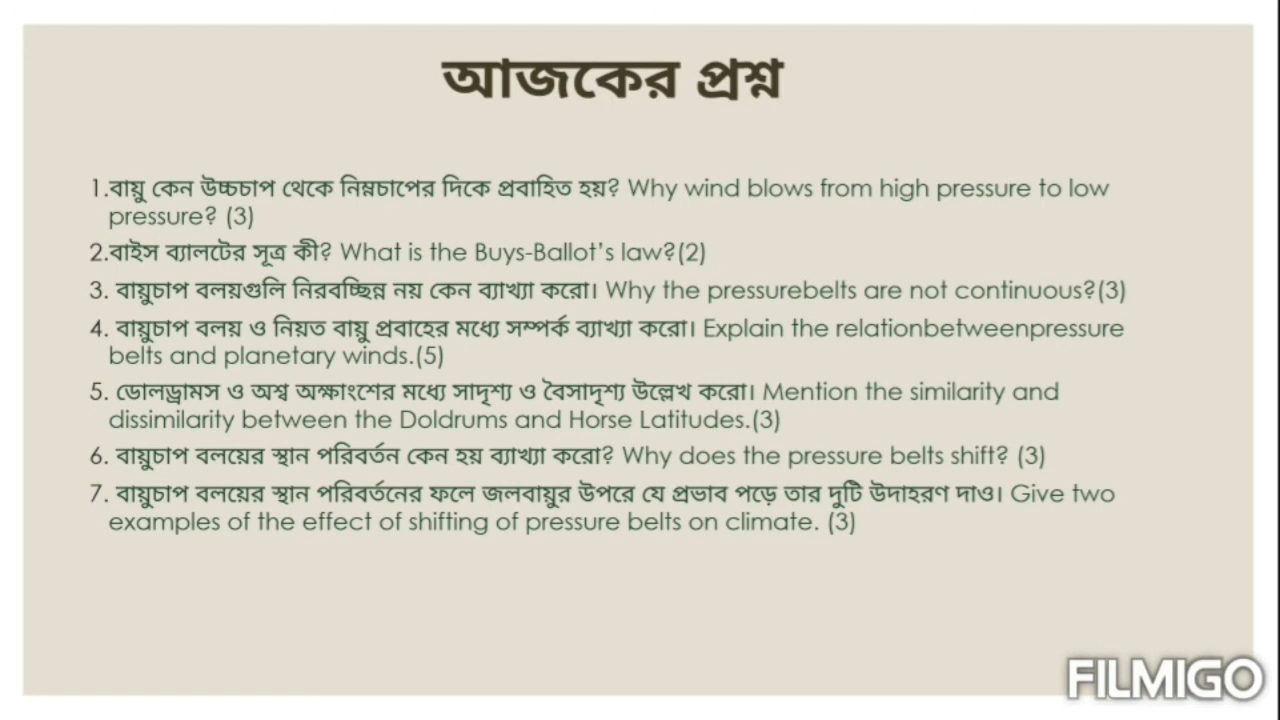 আজকের প্রশ্ন
1.বায়ু কেন উচ্চচাপ থেকে নিম্নচাপের দিকে প্রবাহিত হয়? Why wind blows from high pressure to low
pressure? (3)
2.বাইস ব্যালটের সূত্র কী? What is the Buys-Ballot’s law?(2)
3. বায়ুচাপ বলয়গুলি নিরবচ্ছিন্ন নয় কেন ব্যাখ্যা করো। Why the pressurebelts are not continuous?(3)
4. বায়ুচাপ বলয় ও নিয়ত বায়ু প্রবাহের মধ্যে সম্পর্ক ব্যাখ্যা করো। Explain the relationbetweenpressure
belts and planetary winds.(5)
5. ডোলড্রামস ও অশ্ব অক্ষাংশের মধ্যে সাদৃশ্য ও বৈসাদৃশ্য উল্লেখ করো। Mention the similarity and
dissimilarity between the Doldrums and Horse Latitudes.(3)
6. বায়ুচাপ বলয়ের স্থান পরিবর্তন কেন হয় ব্যাখ্যা করো? Why does the pressure belts shift? (3)
7. বায়ুচাপ বলয়ের স্থান পরিবর্তনের ফলে জলবায়ুর উপরে যে প্রভাব পড়ে তার দুটি উদাহরণ দাও। Give two
examples of the effect of shifting of pressure belts on climate. (3)
FILMIGO